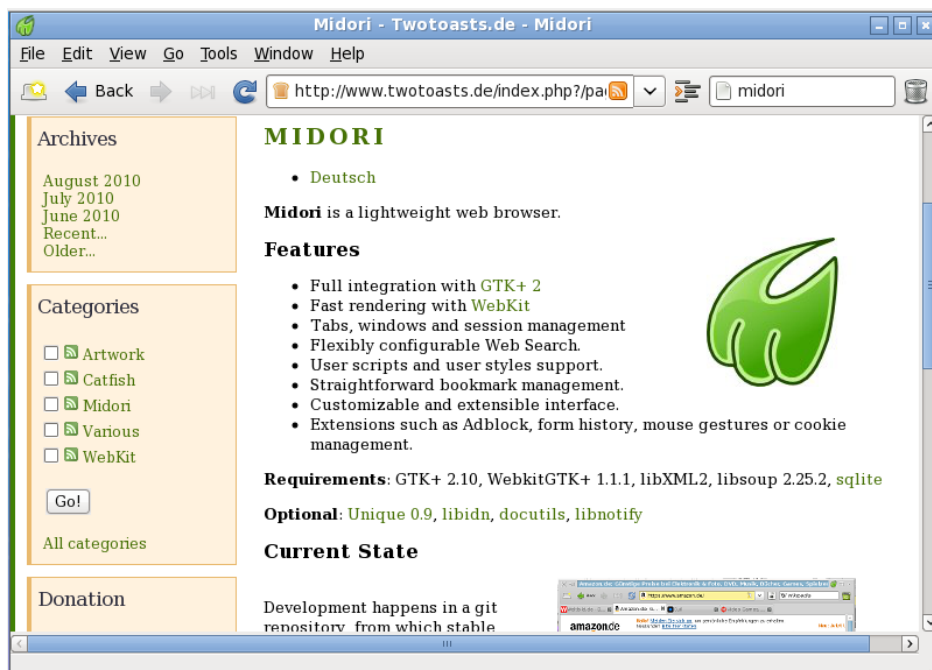 Midori - Twotoasts.de - Midori
File Edit View Go Tools Window Help
Back http://www.twotoasts.de/index.php?/pa midori
Archives
August 2010
July 2010
June 2010
Recent...
Older...
Categories
Artwork
Catfish
Midori
Various
WebKit
Go!
All categories
Donation
MIDORI
Deutsch
Midori is a lightweight web browser.
Features
Full integration with GTK+ 2
Fast rendering with WebKit
Tabs, windows and session management
Flexibly configurable Web Search.
User scripts and user styles support.
Straightforward bookmark management.
Customizable and extensible interface.
Extensions such as Adblock, form history, mouse gestures or cookie
management.
Requirements: GTK+ 2.10, WebkitGTK+ 1.1.1, libXML2, libsoup 2.25.2, sqlite
Optional: Unique 0.9, libidn, docutils, libnotify
Current State
Development happens in a git
repository, from which stable
amazon.de